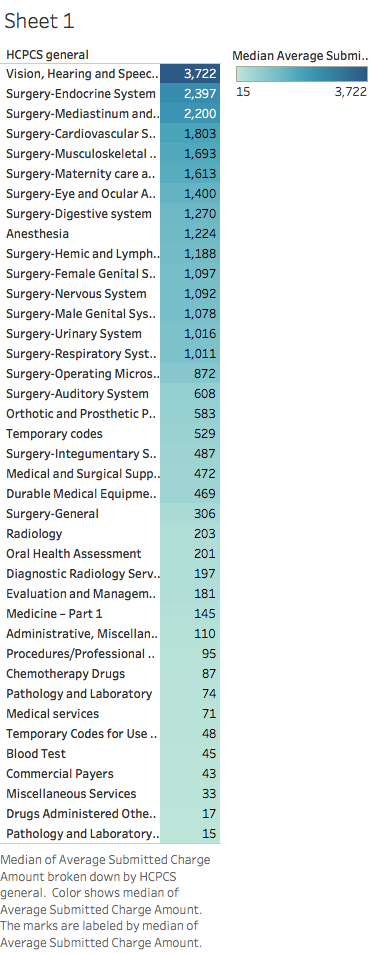 Sheet 1
HCPCS general
Median Average Submi..
15 3,722
Vision, Hearing and Speec.. 3,722
Surgery-Endocrine System 2,397
Surgery-Mediastinum and.. 2,200
Surgery-Cardiovascular S.. 1,803
Surgery-Musculoskeletal .. 1,693
Surgery-Maternity care a.. 1,613
Surgery-Eye and Ocular A.. 1,400
Surgery-Digestive system 1,270
Anesthesia 1,224
Surgery-Hemic and Lymph.. 1,188
Surgery-Female Genital S.. 1,097
Surgery-Nervous System 1,092
Surgery-Male Genital Sys.. 1,078
Surgery-Urinary System 1,016
Surgery-Respiratory Syst.. 1,011
Surgery-Operating Micros.. 872
Surgery-Auditory System 608
Orthotic and Prosthetic P.. 583
Temporary codes 529
Surgery-Integumentary S.. 487
Medical and Surgical Supp.. 472
Durable Medical Equipme.. 469
Surgery-General 306
Radiology 203
Oral Health Assessment 201
Diagnostic Radiology Serv.. 197
Evaluation and Managem.. 181
Medicine – Part 1 145
Administrative, Miscellan.. 110
Procedures/Professional .. 95
Chemotherapy Drugs 87
Pathology and Laboratory 74
Medical services 71
Temporary Codes for Use .. 48
Blood Test 45
Commercial Payers 43
Miscellaneous Services 33
Drugs Administered Othe.. 17
Pathology and Laboratory.. 15
Median of Average Submitted Charge
Amount broken down by HCPCS
general. Color shows median of
Average Submitted Charge Amount.
The marks are labeled by median of
Average Submitted Charge Amount.